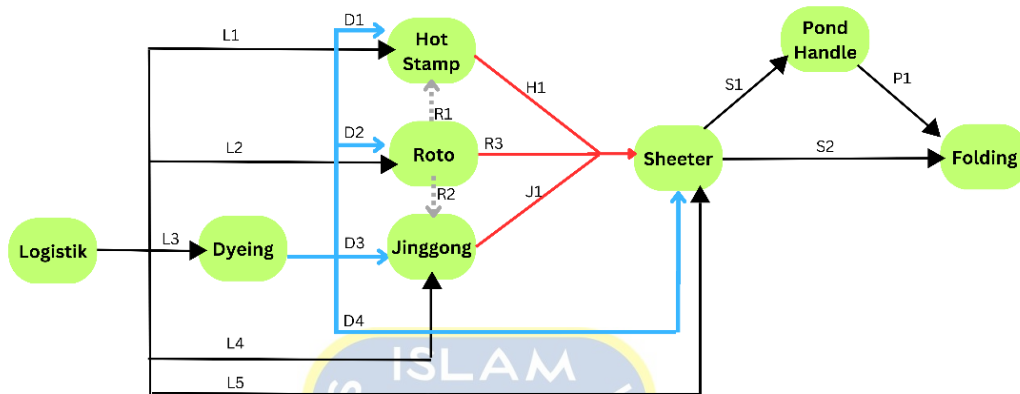 D1
L1
Hot
Stamp
Pond
Handle
H1
S1
P1
R1
D2
L2
Roto
R3
Sheeter
S2
Folding
R2
J1
Logistik
L3
Dyeing
D3
Jinggong
D4
L4
ISLAM
S
L5